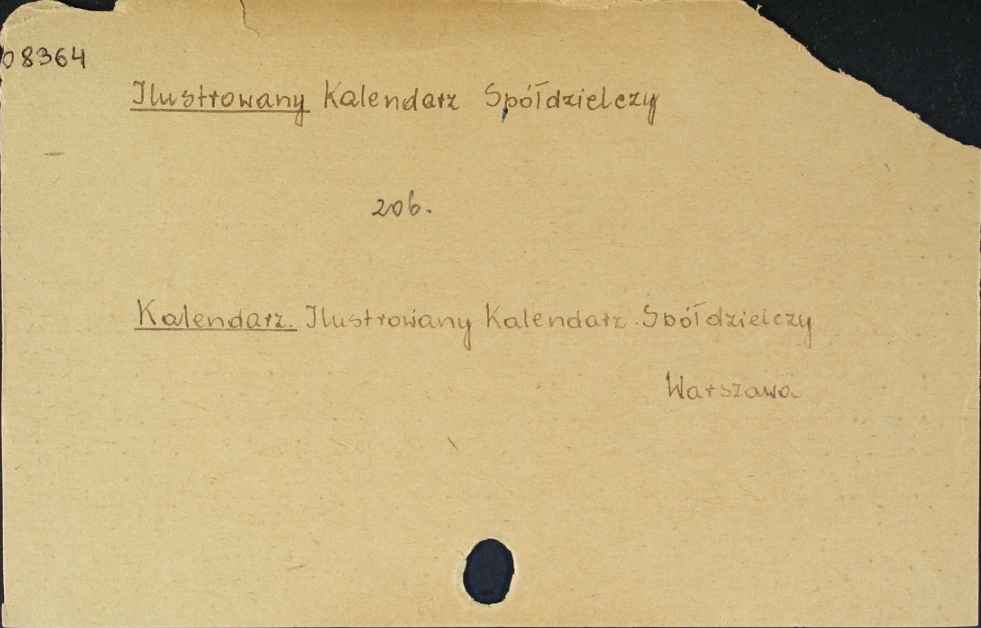 08364
Ilustrowany Kalendarz Spółdzielczy
zob.
Kalendarz. Ilustrowany Kalendarz Spółdzielczy
Warszawa